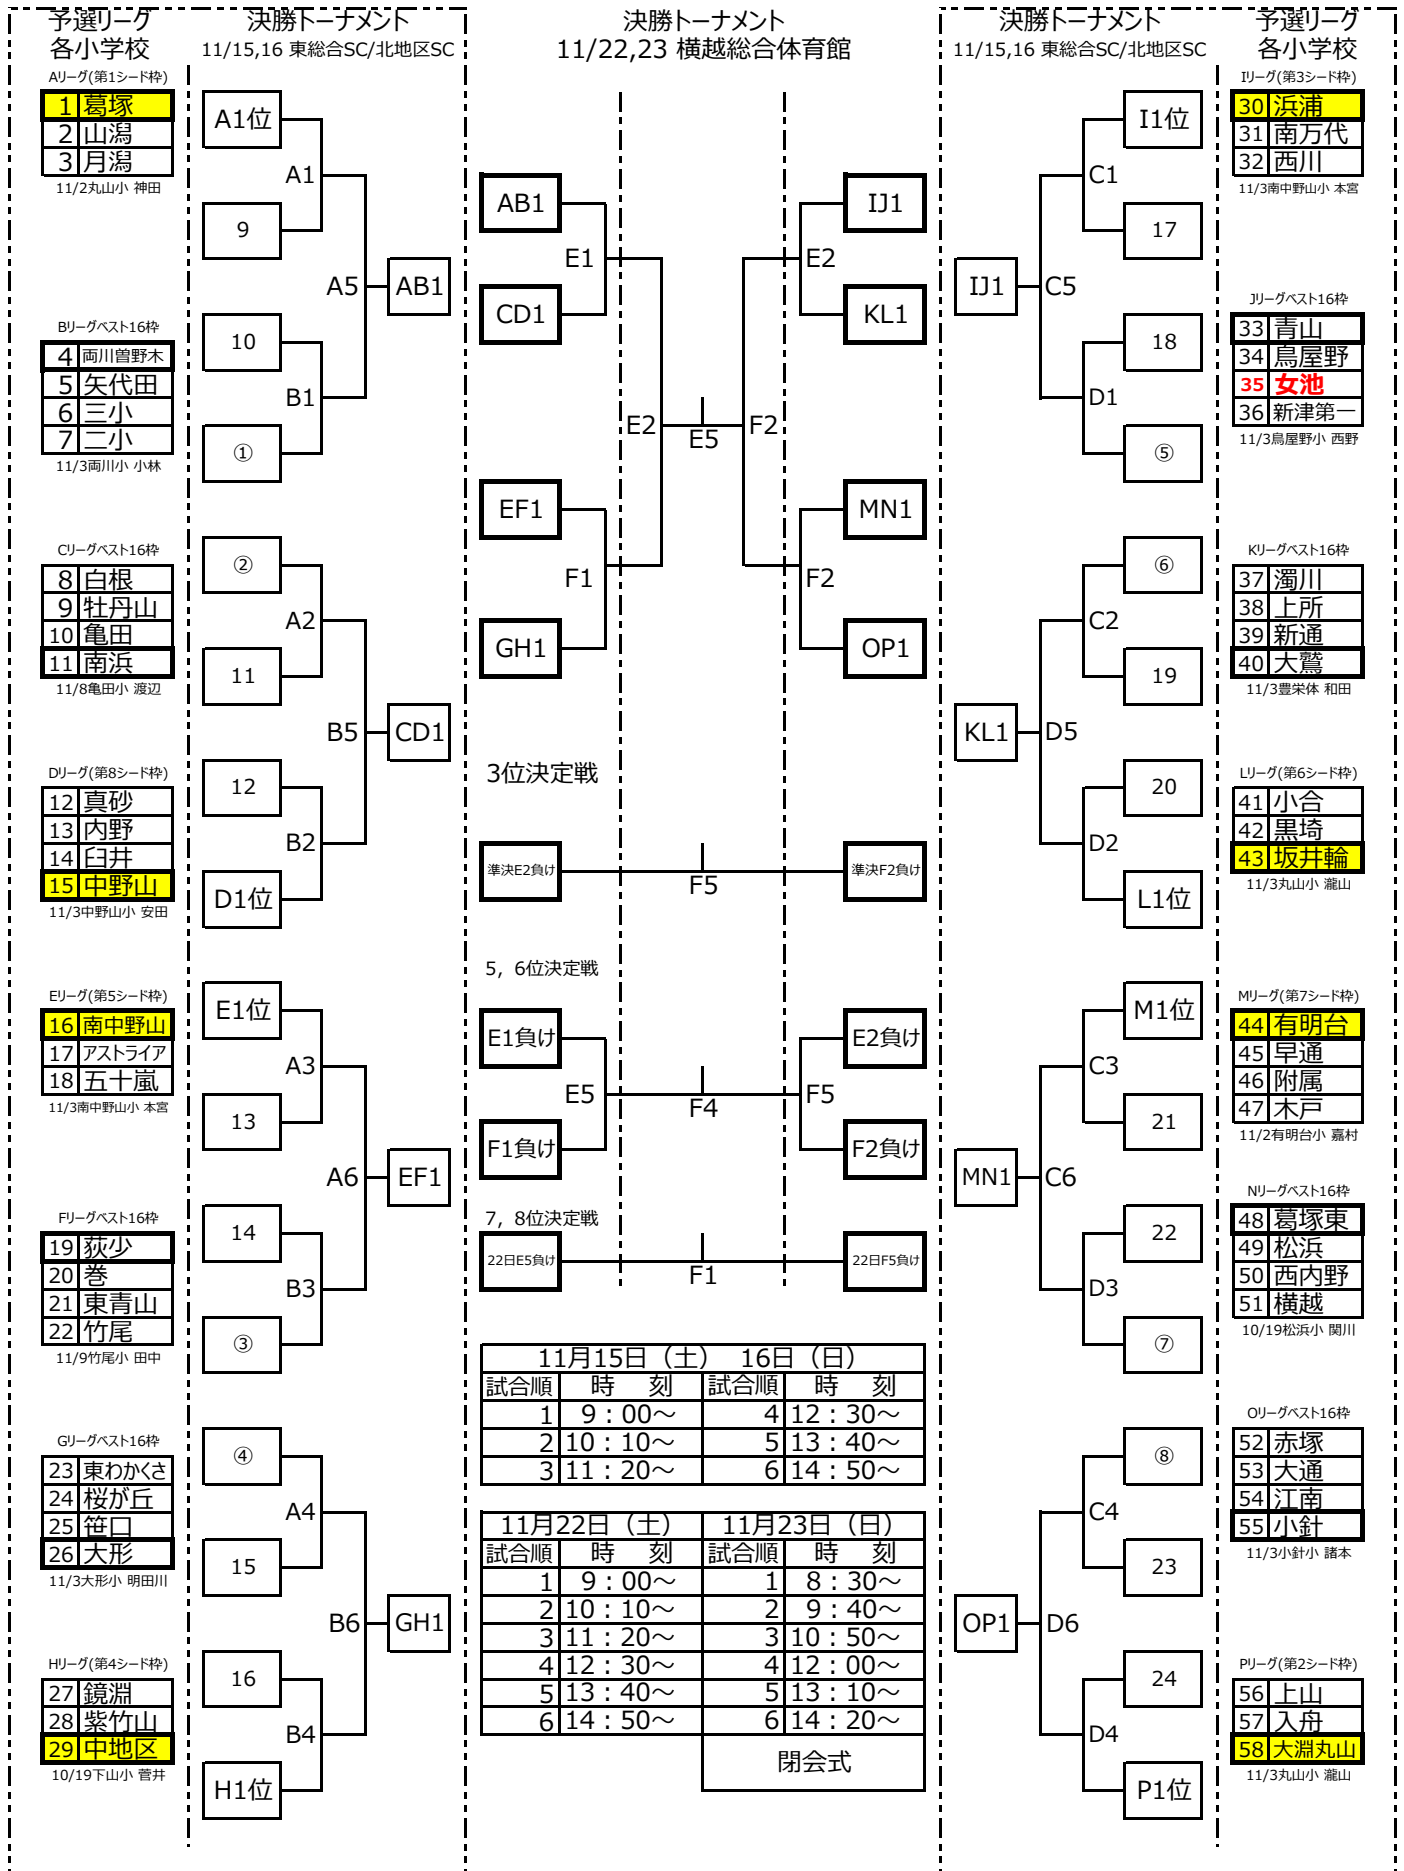 予選リーグ
各小学校
Aリーグ(第1シード枠)
1 葛塚
2 山潟
3 月潟
11/2丸山小 神田
Bリーグベスト16枠
4 両川曽野木
5 矢代田
6 三小
7 二小
11/3両川小 小林
Cリーグベスト16枠
8 白根
9 牡丹山
10 亀田
11 南浜
11/8亀田小 渡辺
Dリーグ(第8シード枠)
12 真砂
13 内野
14 臼井
15 中野山
11/3中野山小 安田
Eリーグ(第5シード枠)
16 南中野山
17 アストライア
18 五十嵐
11/3南中野山小 本宮
Fリーグベスト16枠
19 荻少
20 巻
21 東青山
22 竹尾
11/9竹尾小 田中
Gリーグベスト16枠
23 東わかくさ
24 桜が丘
25 笹口
26 大形
11/3大形小 明田川
Hリーグ(第4シード枠)
27 鏡淵
28 紫竹山
29 中地区
10/19下山小 菅井
決勝トーナメント
11/15,16 東総合SC/北地区SC
A1位
A1
9
A5
AB1
10
B1
①
②
A2
11
B5
CD1
12
B2
D1位
E1位
A3
13
A6
EF1
14
B3
③
④
A4
15
B6
GH1
16
B4
H1位
決勝トーナメント
11/22,23 横越総合体育館
AB1
IJ1
E1
E2
CD1
KL1
E2
E5
F2
EF1
MN1
F1
F2
GH1
OP1
3位決定戦
準決E2負け
F5
準決F2負け
5，6位決定戦
E1負け
E2負け
E5
F4
F5
F1負け
F2負け
7，8位決定戦
22日E5負け
F1
22日F5負け
11月15日（土） 16日（日）
試合順 時 刻 試合順 時 刻
1 9：00～ 4 12：30～
2 10：10～ 5 13：40～
3 11：20～ 6 14：50～
11月22日（土） 11月23日（日）
試合順 時 刻 試合順 時 刻
1 9：00～ 1 8：30～
2 10：10～ 2 9：40～
3 11：20～ 3 10：50～
4 12：30～ 4 12：00～
5 13：40～ 5 13：10～
6 14：50～ 6 14：20～
閉会式
決勝トーナメント
11/15,16 東総合SC/北地区SC
I1位
C1
17
IJ1
C5
18
D1
⑤
⑥
C2
19
KL1
D5
20
D2
L1位
M1位
C3
21
MN1
C6
22
D3
⑦
⑧
C4
23
OP1
D6
24
D4
P1位
予選リーグ
各小学校
Iリーグ(第3シード枠)
30 浜浦
31 南万代
32 西川
11/3南中野山小 本宮
Jリーグベスト16枠
33 青山
34 鳥屋野
35 女池
36 新津第一
11/3鳥屋野小 西野
Kリーグベスト16枠
37 濁川
38 上所
39 新通
40 大鷲
11/3豊栄体 和田
Lリーグ(第6シード枠)
41 小合
42 黒埼
43 坂井輪
11/3丸山小 瀧山
Mリーグ(第7シード枠)
44 有明台
45 早通
46 附属
47 木戸
11/2有明台小 嘉村
Nリーグベスト16枠
48 葛塚東
49 松浜
50 西内野
51 横越
10/19松浜小 関川
Oリーグベスト16枠
52 赤塚
53 大通
54 江南
55 小針
11/3小針小 諸本
Pリーグ(第2シード枠)
56 上山
57 入舟
58 大淵丸山
11/3丸山小 瀧山